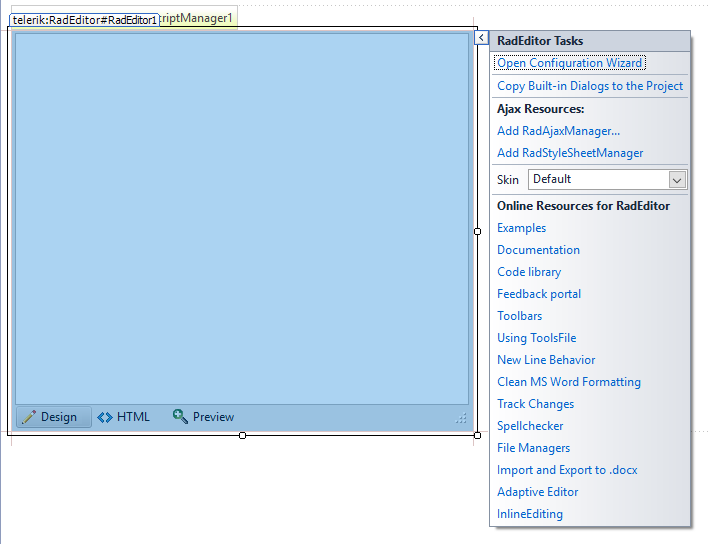 telerik:RadEditor#RadEditor1 criptManager1
RadEditor Tasks
Open Configuration Wizard
Copy Built-in Dialogs to the Project
Ajax Resources:
Add RadAjaxManager...
Add RadStyleSheetManager
Skin Default
Online Resources for RadEditor
Examples
Documentation
Code library
Feedback portal
Toolbars
Using ToolsFile
New Line Behavior
Clean MS Word Formatting
Track Changes
Spellchecker
File Managers
Import and Export to .docx
Adaptive Editor
InlineEditing
Design HTML Preview